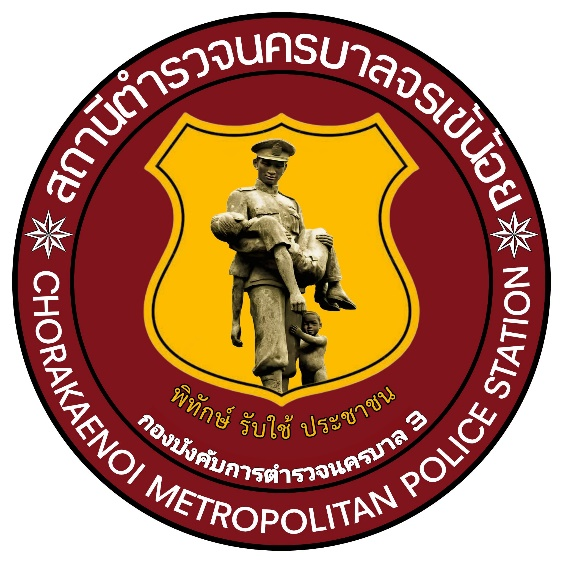 สถานีตำรวจนครบาลจรเข้น้อย
พิทักษ์ รับใช้ ประชาชน
กองบังคับการตำรวจนครบาล 3
CHORAKAENOI METROPOLITAN POLICE STATION